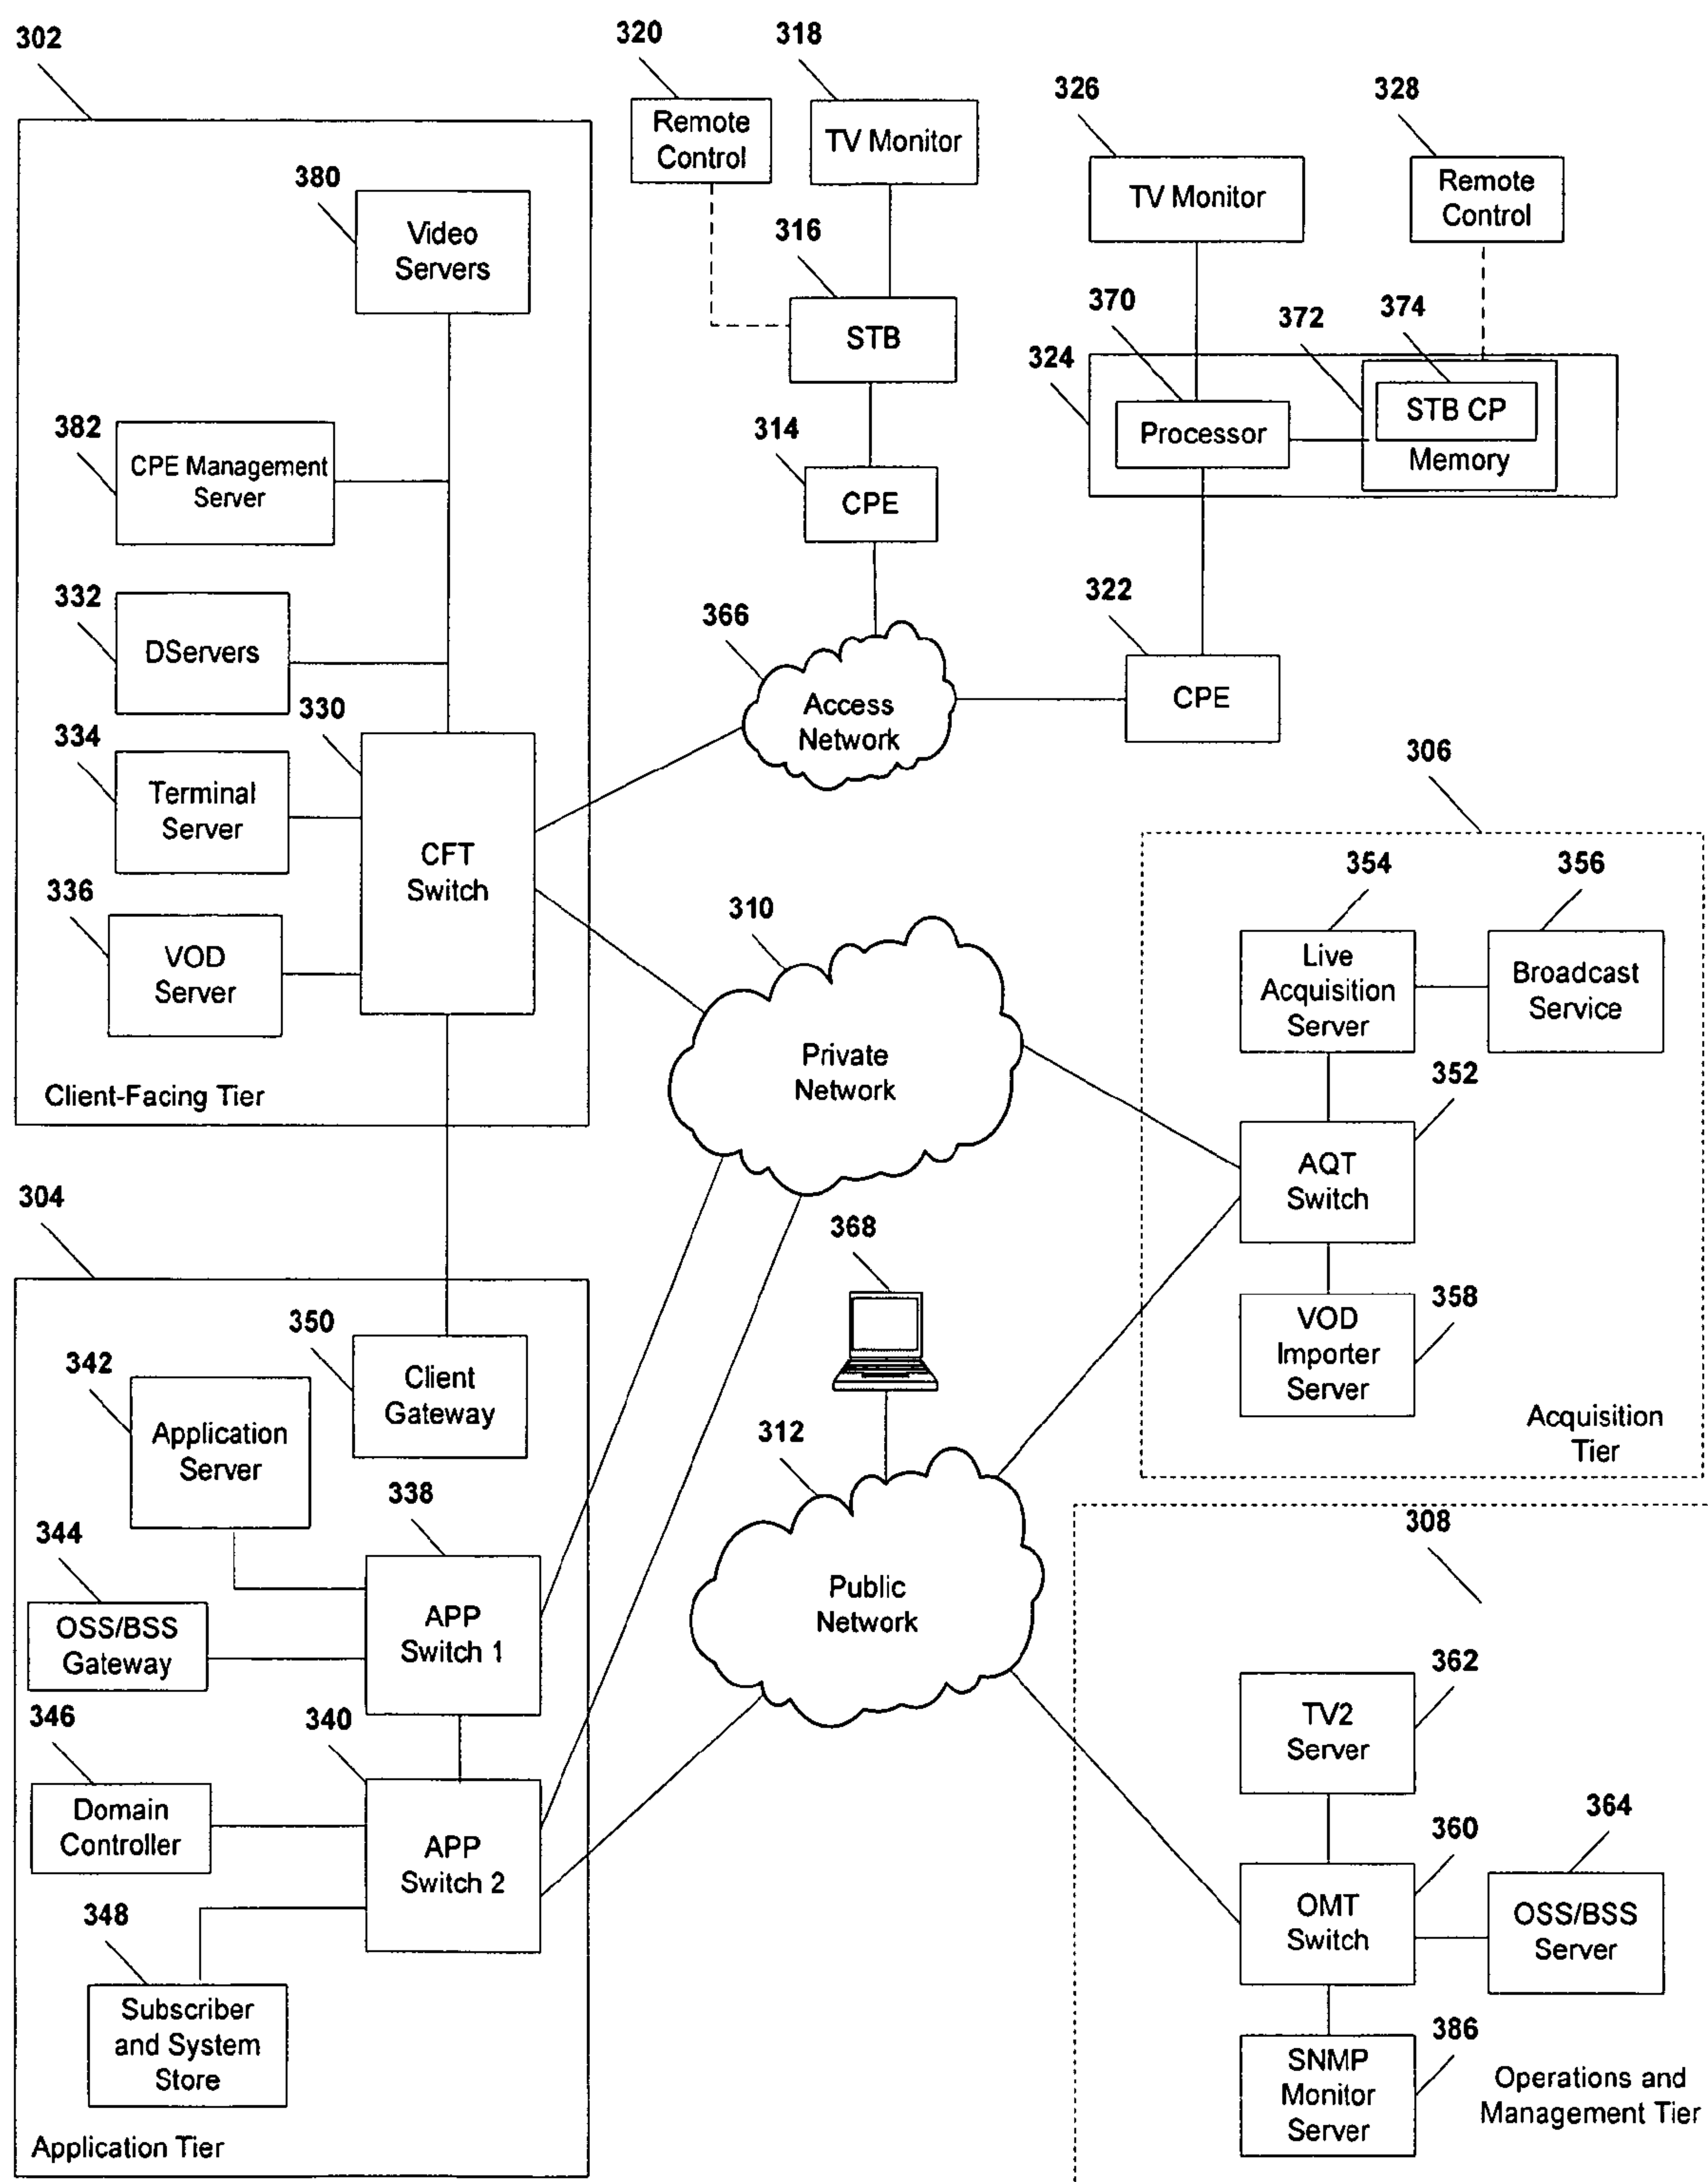 302
320
318
326
328
Remote
Control
TV Monitor
TV Monitor
Remote
Control
380
Video
Servers
316
STB
370
372
374
324
STB CP
Processor
Memory
382
CPE Management
Server
314
CPE
332
DServers
366
322
Access
Network
CPE
330
334
Terminal
Server
CFT
Switch
306
336
VOD
Server
310
354
356
Live
Acquisition
Server
Broadcast
Service
Private
Network
Client-Facing Tier
352
AQT
Switch
304
368
350
358
342
Client
Gateway
VOD
Importer
Server
Application
Server
312
Acquisition
Tier
338
344
308
APP
Switch 1
Public
Network
OSS/BSS
Gateway
362
TV2
Server
346
340
Domain
Controller
APP
Switch 2
360
364
348
OMT
Switch
OSS/BSS
Server
Subscriber
and System
Store
386
SNMP
Monitor
Server
Operations and
Management Tier
Application Tier